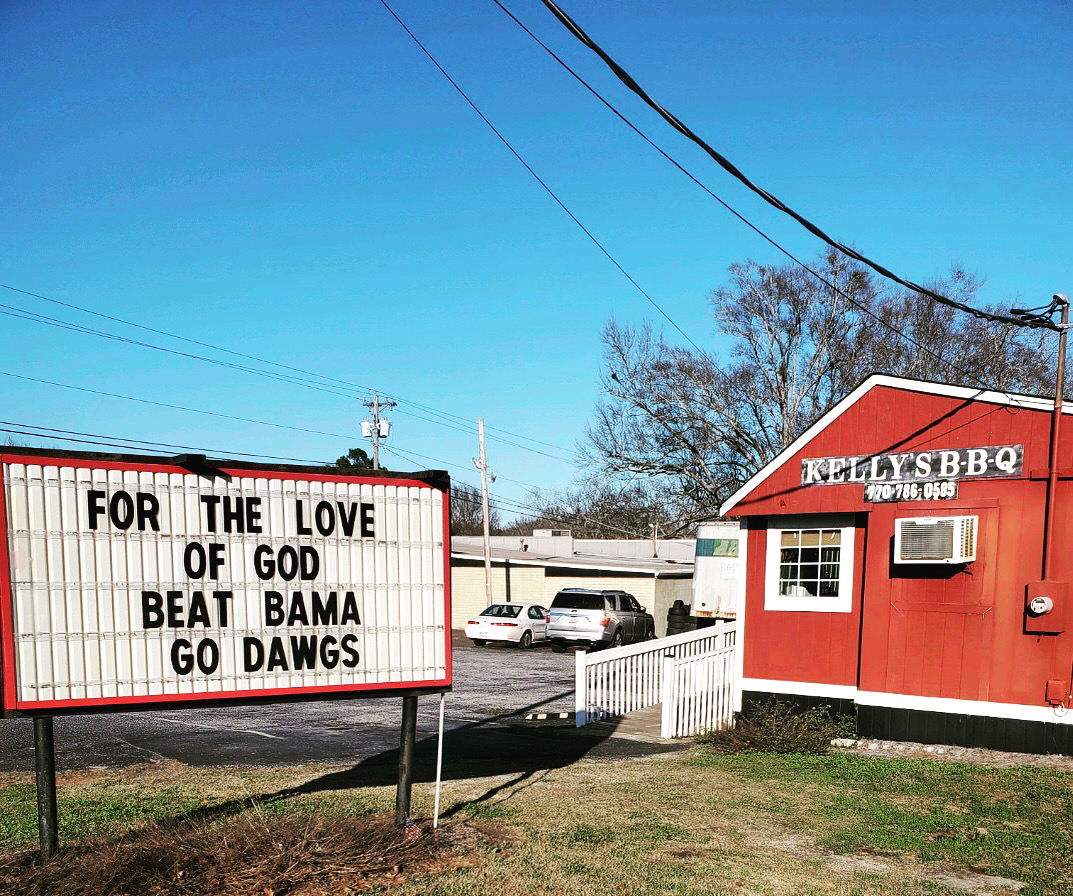 FOR THE LOVE
OF GOD
BEAT BAMA
GO DAWGS
KELLY'S B-B-Q
770-786-0585